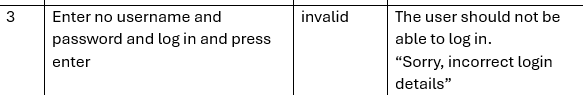 3
Enter no username and
password and log in and press
enter
invalid
The user should not be
able to log in.
“Sorry, incorrect login
details”